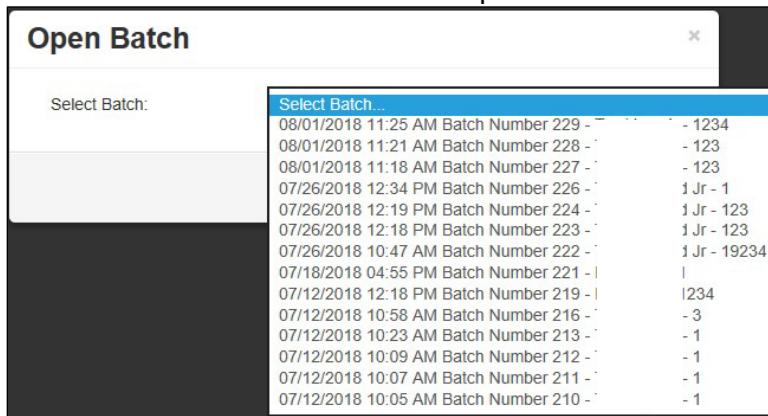 Open Batch
×
Select Batch:
Select Batch...
08/01/2018 11:25 AM Batch Number 229 - - 1234
08/01/2018 11:21 AM Batch Number 228 - - 123
08/01/2018 11:18 AM Batch Number 227 - - 123
07/26/2018 12:34 PM Batch Number 226 - Jr - 1
07/26/2018 12:19 PM Batch Number 224 - Jr - 123
07/26/2018 12:18 PM Batch Number 223 - Jr - 123
07/26/2018 10:47 AM Batch Number 222 - Jr - 19234
07/18/2018 04:55 PM Batch Number 221 -
07/12/2018 12:18 PM Batch Number 219 -
07/12/2018 10:58 AM Batch Number 216 - - 3
07/12/2018 10:23 AM Batch Number 213 - - 1
07/12/2018 10:09 AM Batch Number 212 - - 1
07/12/2018 10:07 AM Batch Number 211 - - 1
07/12/2018 10:05 AM Batch Number 210 - - 1